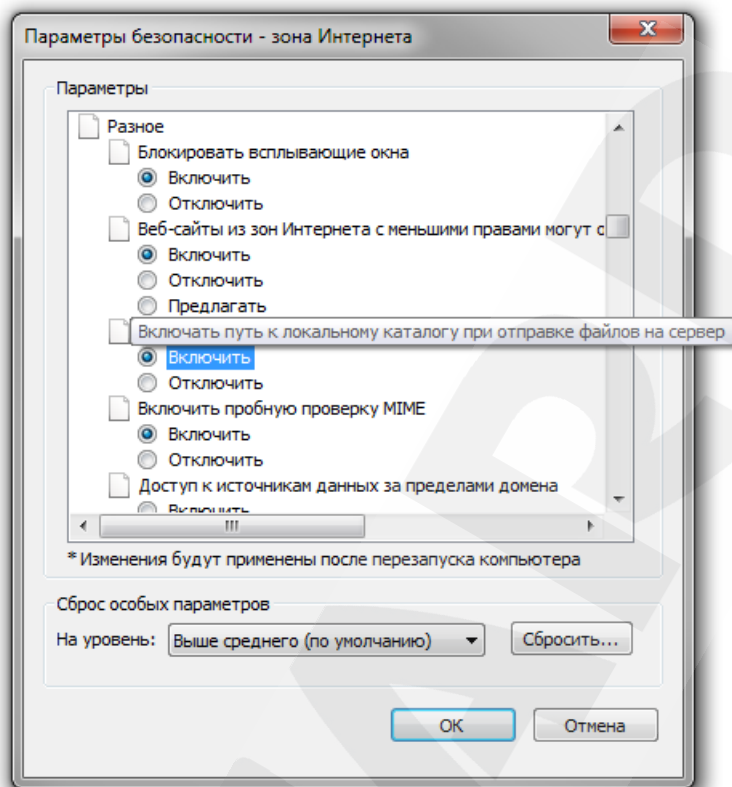 Параметры безопасности - зона Интернета
Параметры
Разное
Блокировать всплывающие окна
Включить
Отключить
Веб-сайты из зон Интернета с меньшими правами могут о
Включить
Отключить
Предлагать
Включать путь к локальному каталогу при отправке файлов на сервер
Включить
Отключить
Включить пробную проверку MIME
Включить
Отключить
Доступ к источникам данных за пределами домена
Включить
* Изменения будут применены после перезапуска компьютера
Сброс особых параметров
На уровень: Выше среднего (по умолчанию) Сбросить...
ОК Отмена